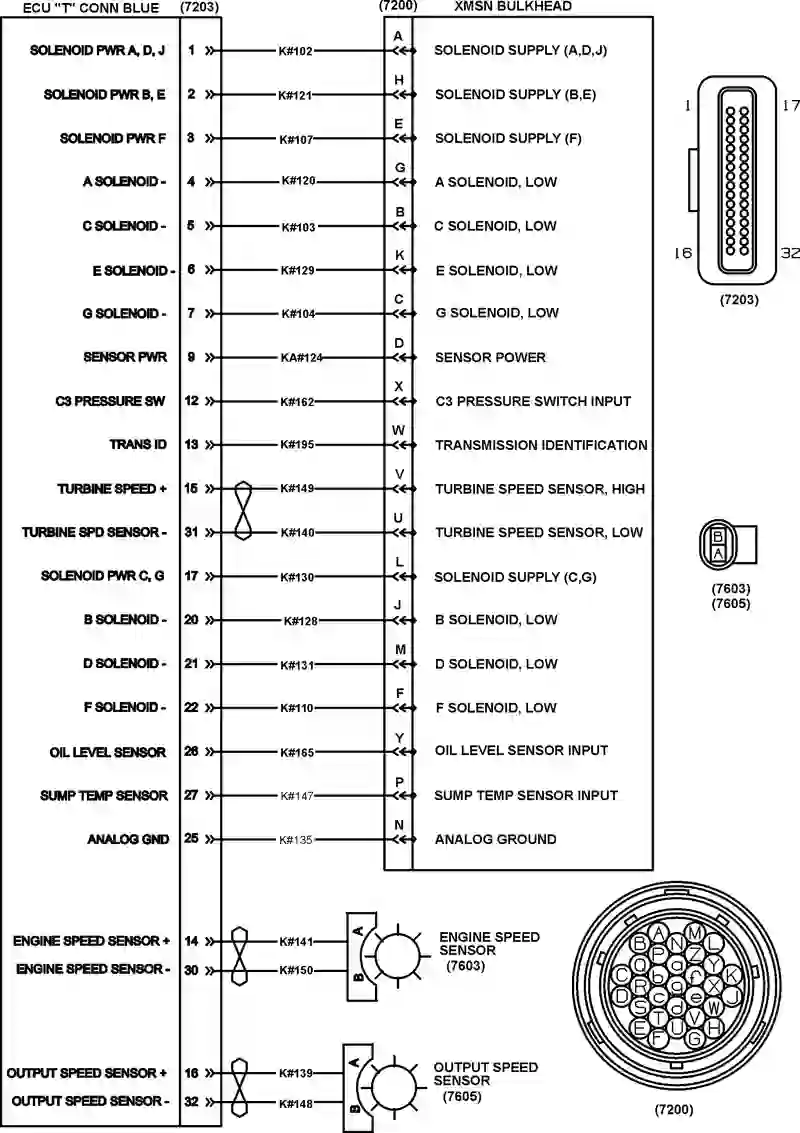 ECU "T" CONN BLUE (7203) (7200) XMSN BULKHEAD
SOLENOID PWR A, D, J 1 K#102 A SOLENOID SUPPLY (A,D,J)
SOLENOID PWR B, E 2 K#121 H SOLENOID SUPPLY (B,E)
SOLENOID PWR F 3 K#107 E SOLENOID SUPPLY (F)
A SOLENOID - 4 K#120 G A SOLENOID, LOW
C SOLENOID - 5 K#103 B C SOLENOID, LOW
E SOLENOID - 6 K#129 K E SOLENOID, LOW
G SOLENOID - 7 K#104 C G SOLENOID, LOW
SENSOR PWR 9 KA#124 D SENSOR POWER
C3 PRESSURE SW 12 K#162 X C3 PRESSURE SWITCH INPUT
TRANS ID 13 K#195 W TRANSMISSION IDENTIFICATION
TURBINE SPEED + 15 K#149 V TURBINE SPEED SENSOR, HIGH
TURBINE SPD SENSOR - 31 K#140 U TURBINE SPEED SENSOR, LOW
SOLENOID PWR C, G 17 K#130 L SOLENOID SUPPLY (C,G)
B SOLENOID - 20 K#128 J B SOLENOID, LOW
D SOLENOID - 21 K#131 M D SOLENOID, LOW
F SOLENOID - 22 K#110 F F SOLENOID, LOW
OIL LEVEL SENSOR 26 K#165 Y OIL LEVEL SENSOR INPUT
SUMP TEMP SENSOR 27 K#147 P SUMP TEMP SENSOR INPUT
ANALOG GND 25 K#135 N ANALOG GROUND
ENGINE SPEED SENSOR + 14 K#141 A
ENGINE SPEED SENSOR - 30 K#150 B
ENGINE SPEED
SENSOR
(7603)
OUTPUT SPEED SENSOR + 16 K#139 A
OUTPUT SPEED SENSOR - 32 K#148 B
OUTPUT SPEED
SENSOR
(7605)
1 17
16 32
(7203)
B
A
(7603)
(7605)
A M
B N L
P Z
O a Y
C b f K
R g X
D c e J
S d W
T V
E U H
F G
(7200)